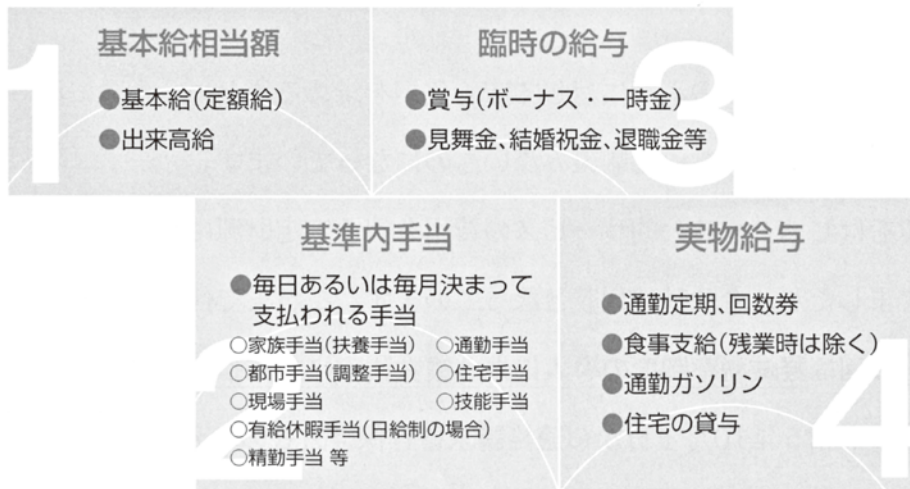 1
基本給相当額
●基本給(定額給)
●出来高給
3
臨時の給与
●賞与(ボーナス・一時金)
●見舞金、結婚祝金、退職金等
2
基準内手当
●毎日あるいは毎月決まって
支払われる手当
○家族手当(扶養手当) ○通勤手当
○都市手当(調整手当) ○住宅手当
○現場手当 ○技能手当
○有給休暇手当(日給制の場合)
○精勤手当 等
4
実物給与
●通勤定期、回数券
●食事支給(残業時は除く)
●通勤ガソリン
●住宅の貸与